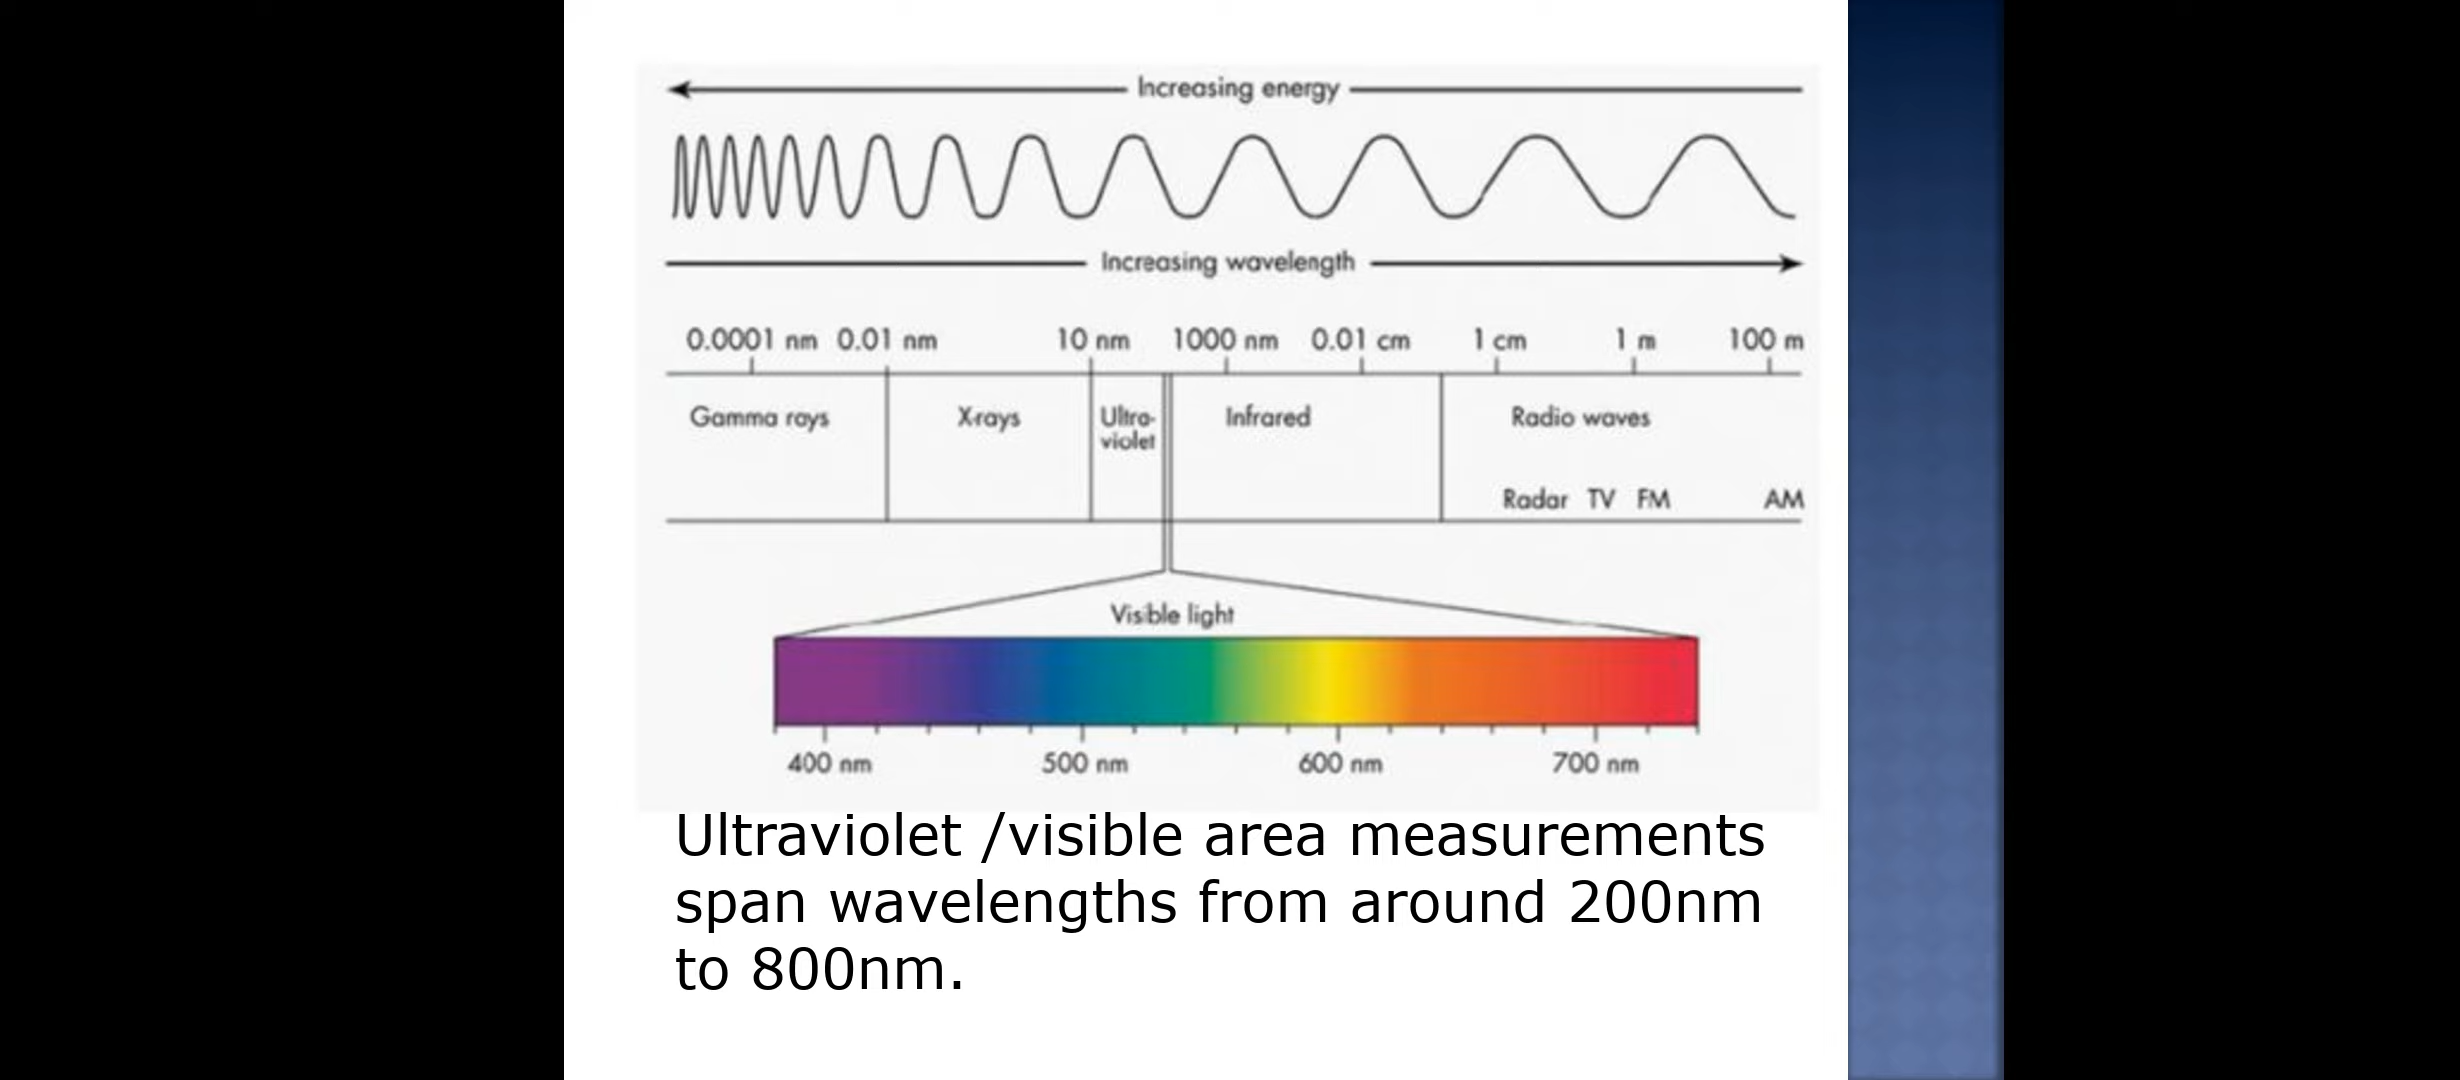 Increasing energy
Increasing wavelength
0.0001 nm 0.01 nm 10 nm 1000 nm 0.01 cm 1 cm 1 m 100 m
Gamma rays X-rays Ultra- Infrared Radio waves
violet
Radar TV FM AM
Visible light
400 nm 500 nm 600 nm 700 nm
Ultraviolet /visible area measurements
span wavelengths from around 200nm
to 800nm.